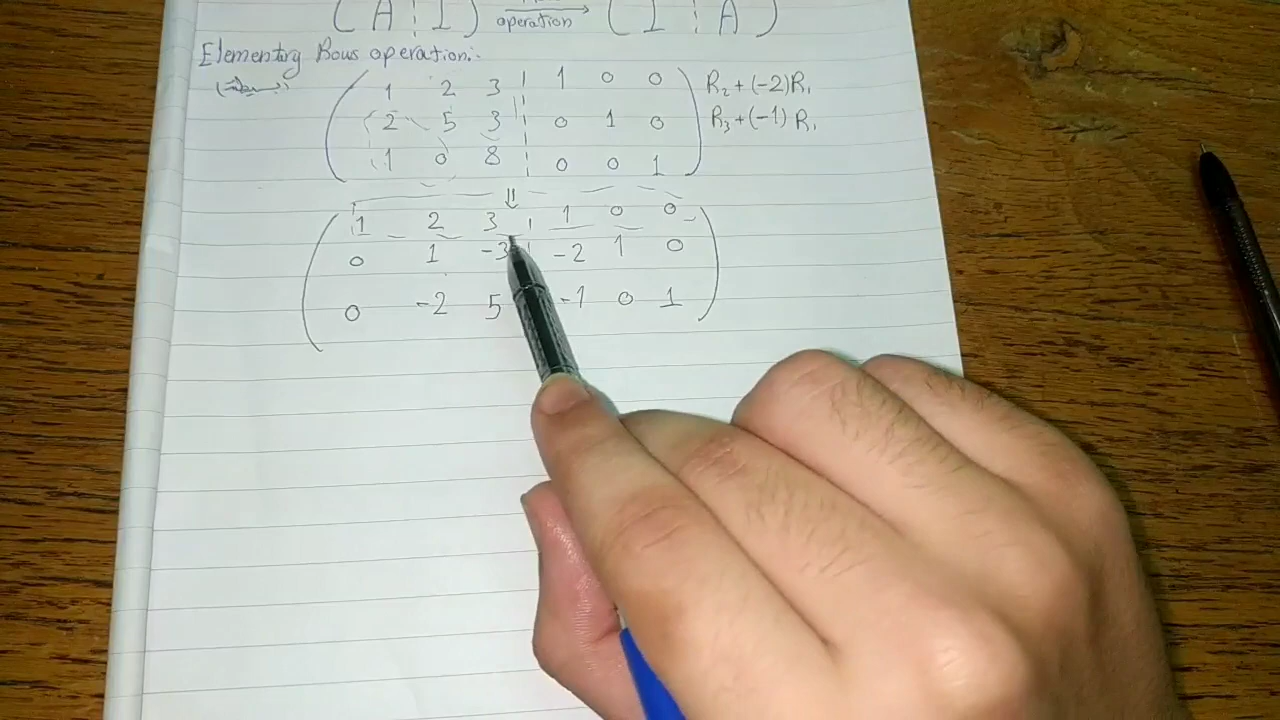 ( A ⋮ I ) operation → ( I ⋮ A )
Elementry Rows operation:-
(بسيطة)
1 2 3 | 1 0 0 R₂ + (-2)R₁
2 5 3 | 0 1 0 R₃ + (-1) R₁
1 0 8 | 0 0 1
⇓
1 2 3 | 1 0 0
0 1 -3 | -2 1 0
0 -2 5 -1 0 1